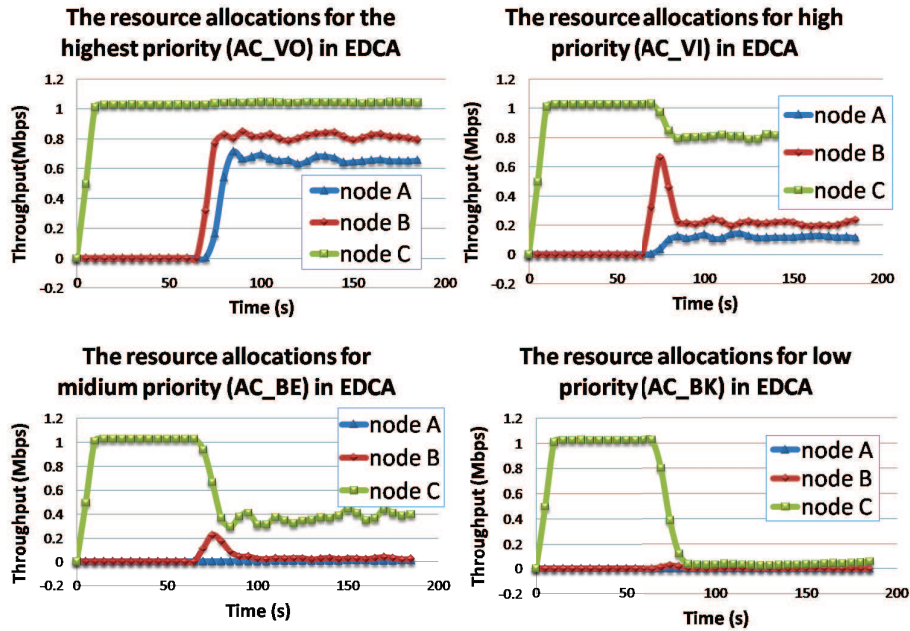 The resource allocations for the
highest priority (AC_VO) in EDCA
1.2
1
0.8
0.6
0.4
0.2
0
-0.2
0
50
100
150
200
Throughput(Mbps)
Time (s)
node A
node B
node C
The resource allocations for high
priority (AC_VI) in EDCA
1.2
1
0.8
0.6
0.4
0.2
0
-0.2
0
50
100
150
200
Throughput (Mbps)
Time (s)
node A
node B
node C
The resource allocations for
midium priority (AC_BE) in EDCA
1.2
1
0.8
0.6
0.4
0.2
0
-0.2
0
50
100
150
200
Throughput (Mbps)
Time (s)
node A
node B
node C
The resource allocations for low
priority (AC_BK) in EDCA
1.2
1
0.8
0.6
0.4
0.2
0
-0.2
0
50
100
150
200
Throughput (Mbps)
Time (s)
node A
node B
node C